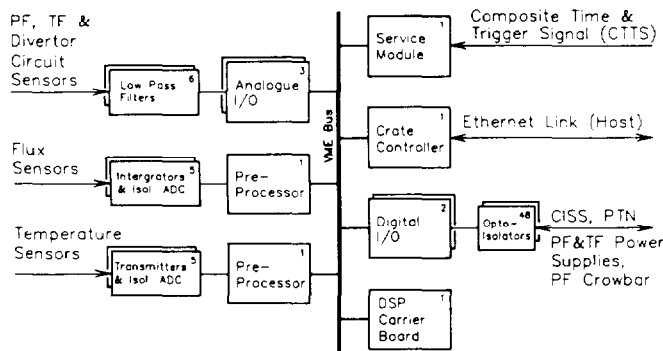 PF, TF &
Divertor
Circuit
Sensors
6
Low Pass
Filters
3
Analogue
I/O
Flux
Sensors
5
Intergrators
& Isol ADC
1
Pre-
Processor
Temperature
Sensors
5
Transmitters
& Isol ADC
1
Pre-
Processor
VME Bus
1
Service
Module
Composite Time &
Trigger Signal (CTTS)
1
Crate
Controller
Ethernet Link (Host)
2
Digital
I/O
48
Opto-
Isolators
CISS, PTN
PF&TF Power
Supplies,
PF Crowbar
1
DSP
Carrier
Board